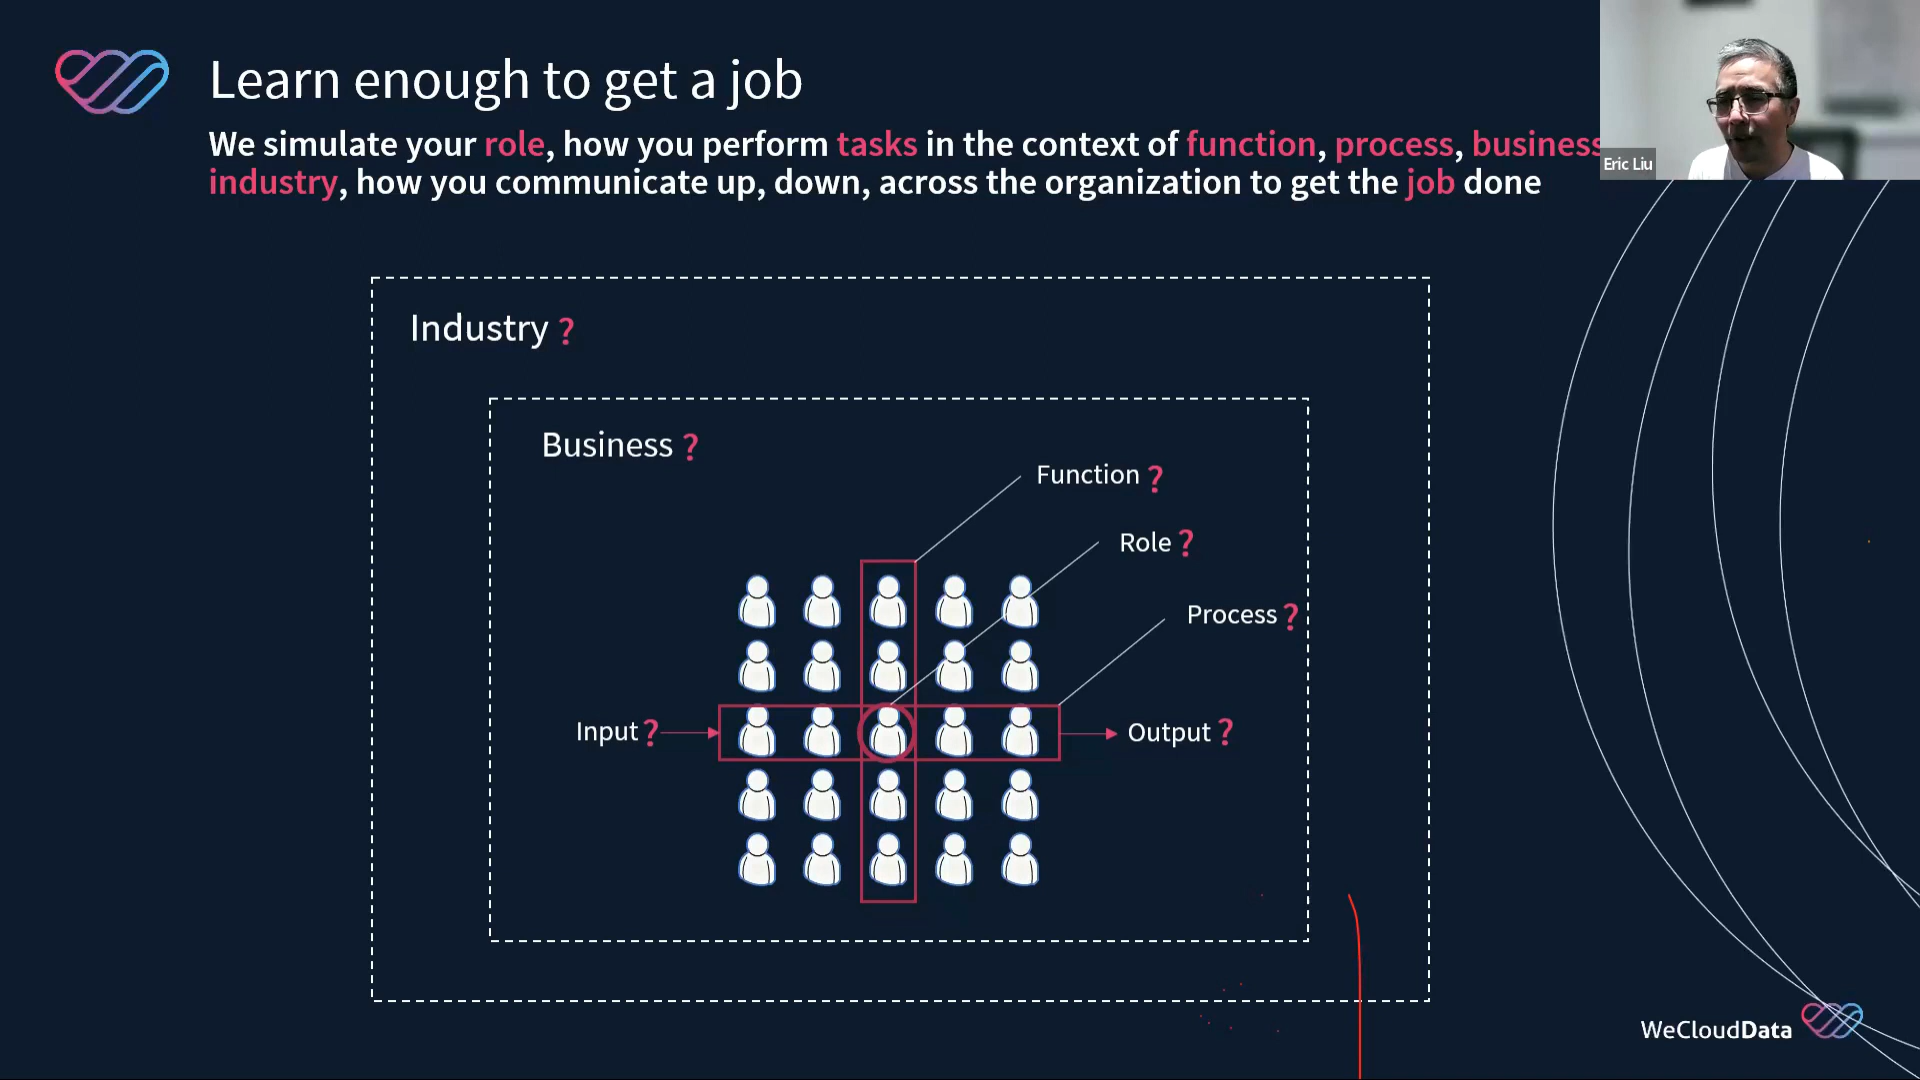 Learn enough to get a job
We simulate your role, how you perform tasks in the context of function, process, business
industry, how you communicate up, down, across the organization to get the job done
Eric Liu
Industry ?
Business ?
Function ?
Role ?
Process ?
Input ?
Output ?
WeCloudData